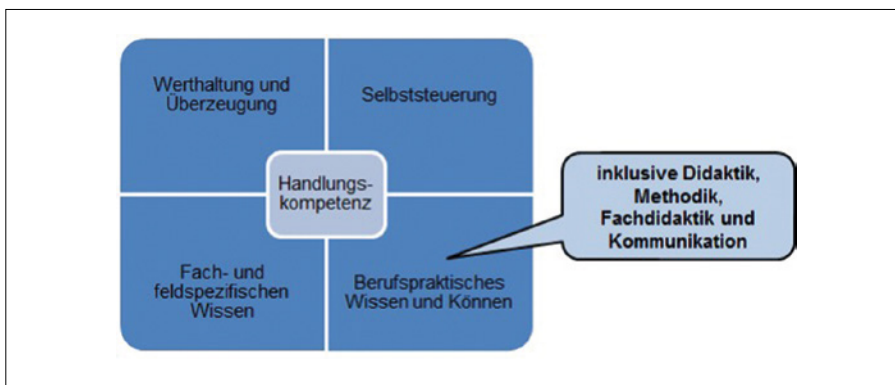 Werthaltung und
Überzeugung
Selbststeuerung
Handlungs-
kompetenz
Fach- und
feldspezifischen
Wissen
Berufspraktisches
Wissen und Können
inklusive Didaktik,
Methodik,
Fachdidaktik und
Kommunikation